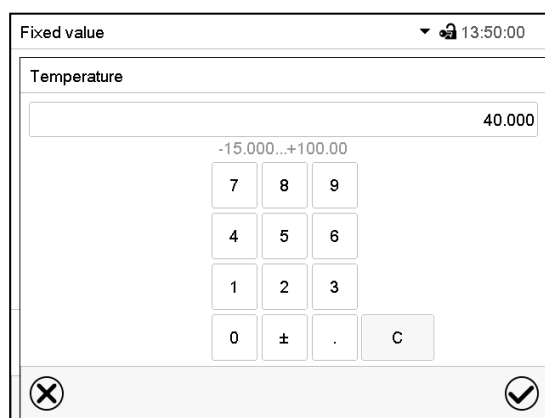 Fixed value 13:50:00
Temperature
40.000
-15.000...+100.00
7 8 9
4 5 6
1 2 3
0 ± . C